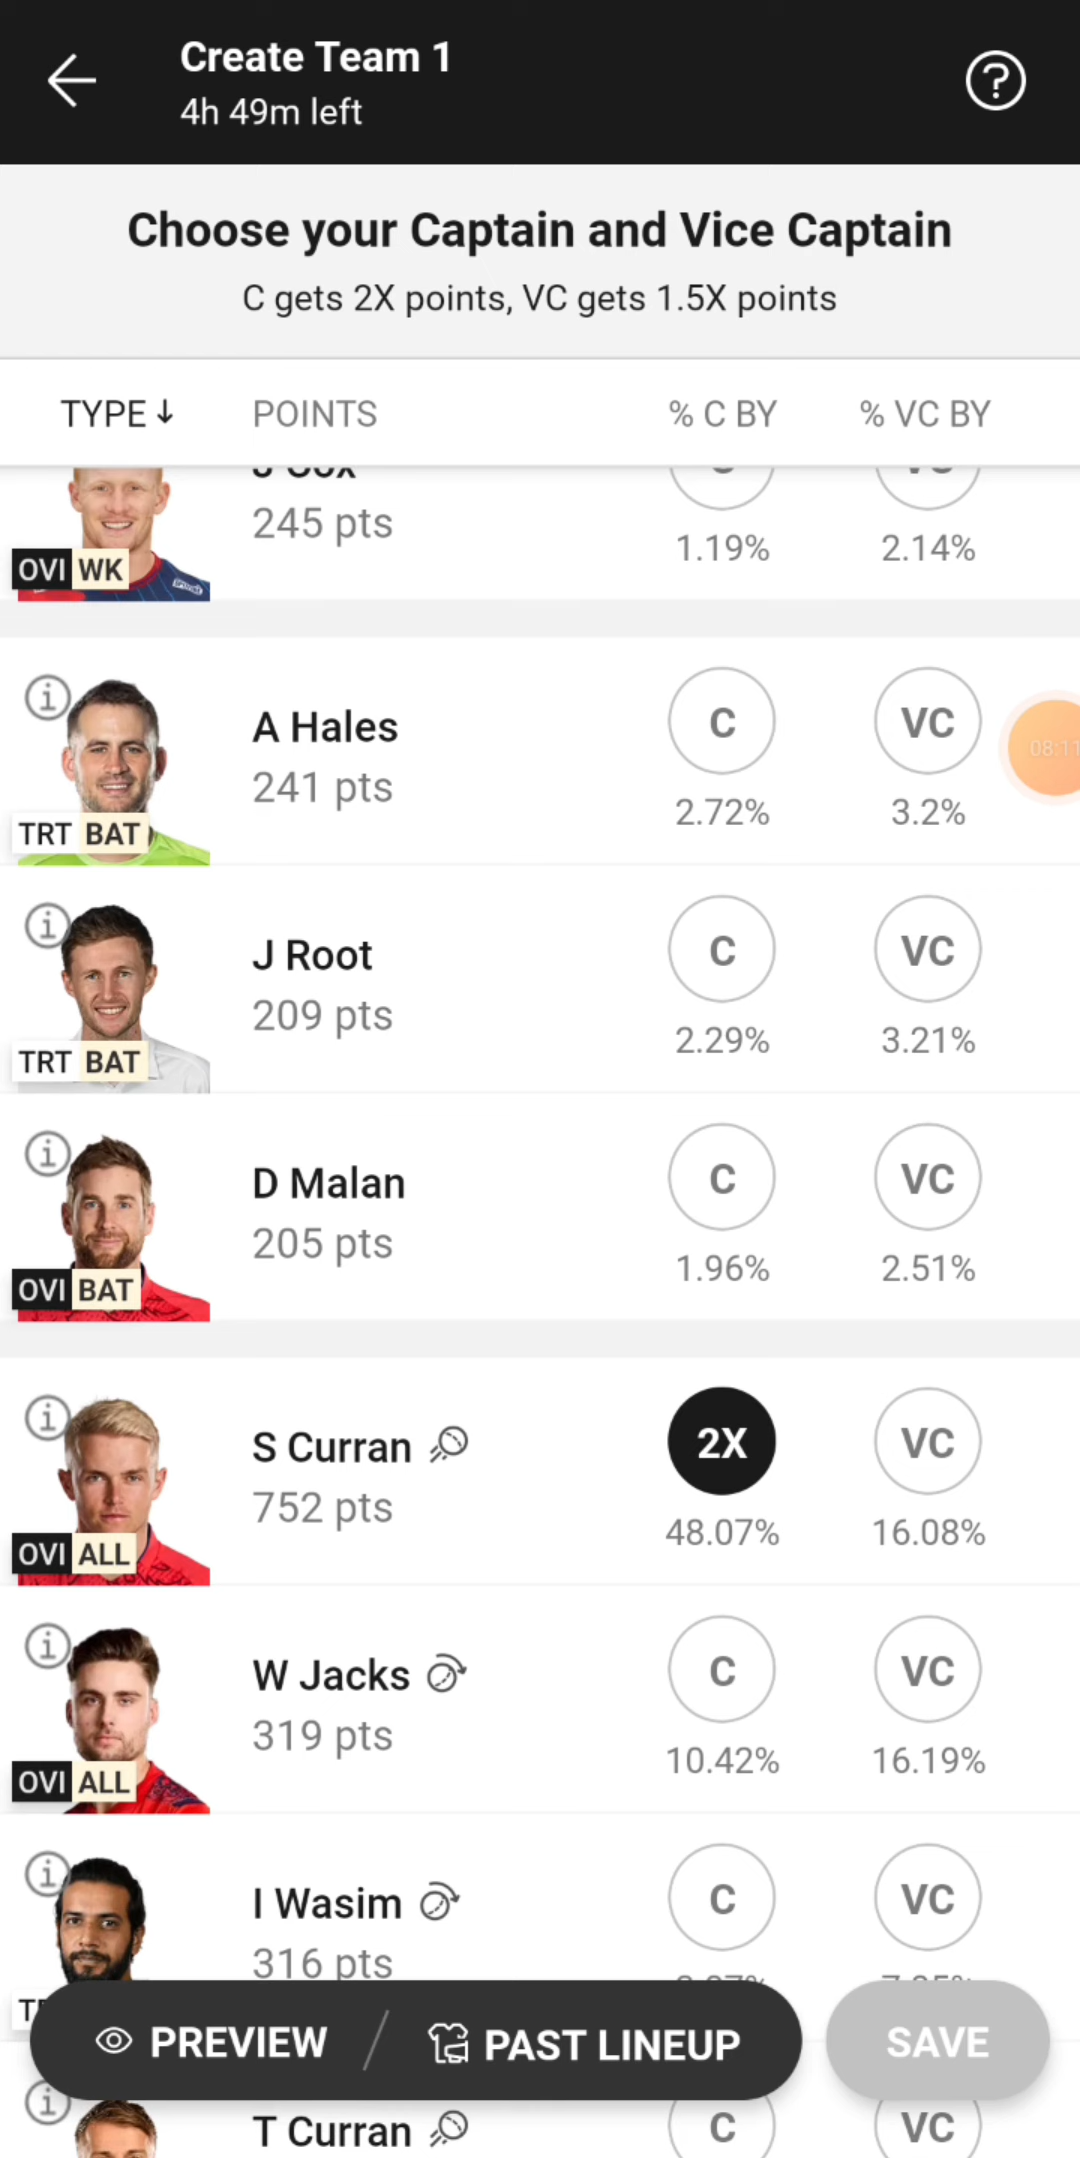 Create Team 1
4h 49m left
Choose your Captain and Vice Captain
C gets 2X points, VC gets 1.5X points
TYPE↓ POINTS % C BY % VC BY
J Cox C VC
245 pts
1.19% 2.14%
OVI WK
A Hales C VC
241 pts
2.72% 3.2%
TRT BAT
08:11
J Root C VC
209 pts
2.29% 3.21%
TRT BAT
D Malan C VC
205 pts
1.96% 2.51%
OVI BAT
S Curran 2X VC
752 pts
48.07% 16.08%
OVI ALL
W Jacks C VC
319 pts
10.42% 16.19%
OVI ALL
I Wasim C VC
316 pts
PREVIEW / PAST LINEUP SAVE
T Curran C VC